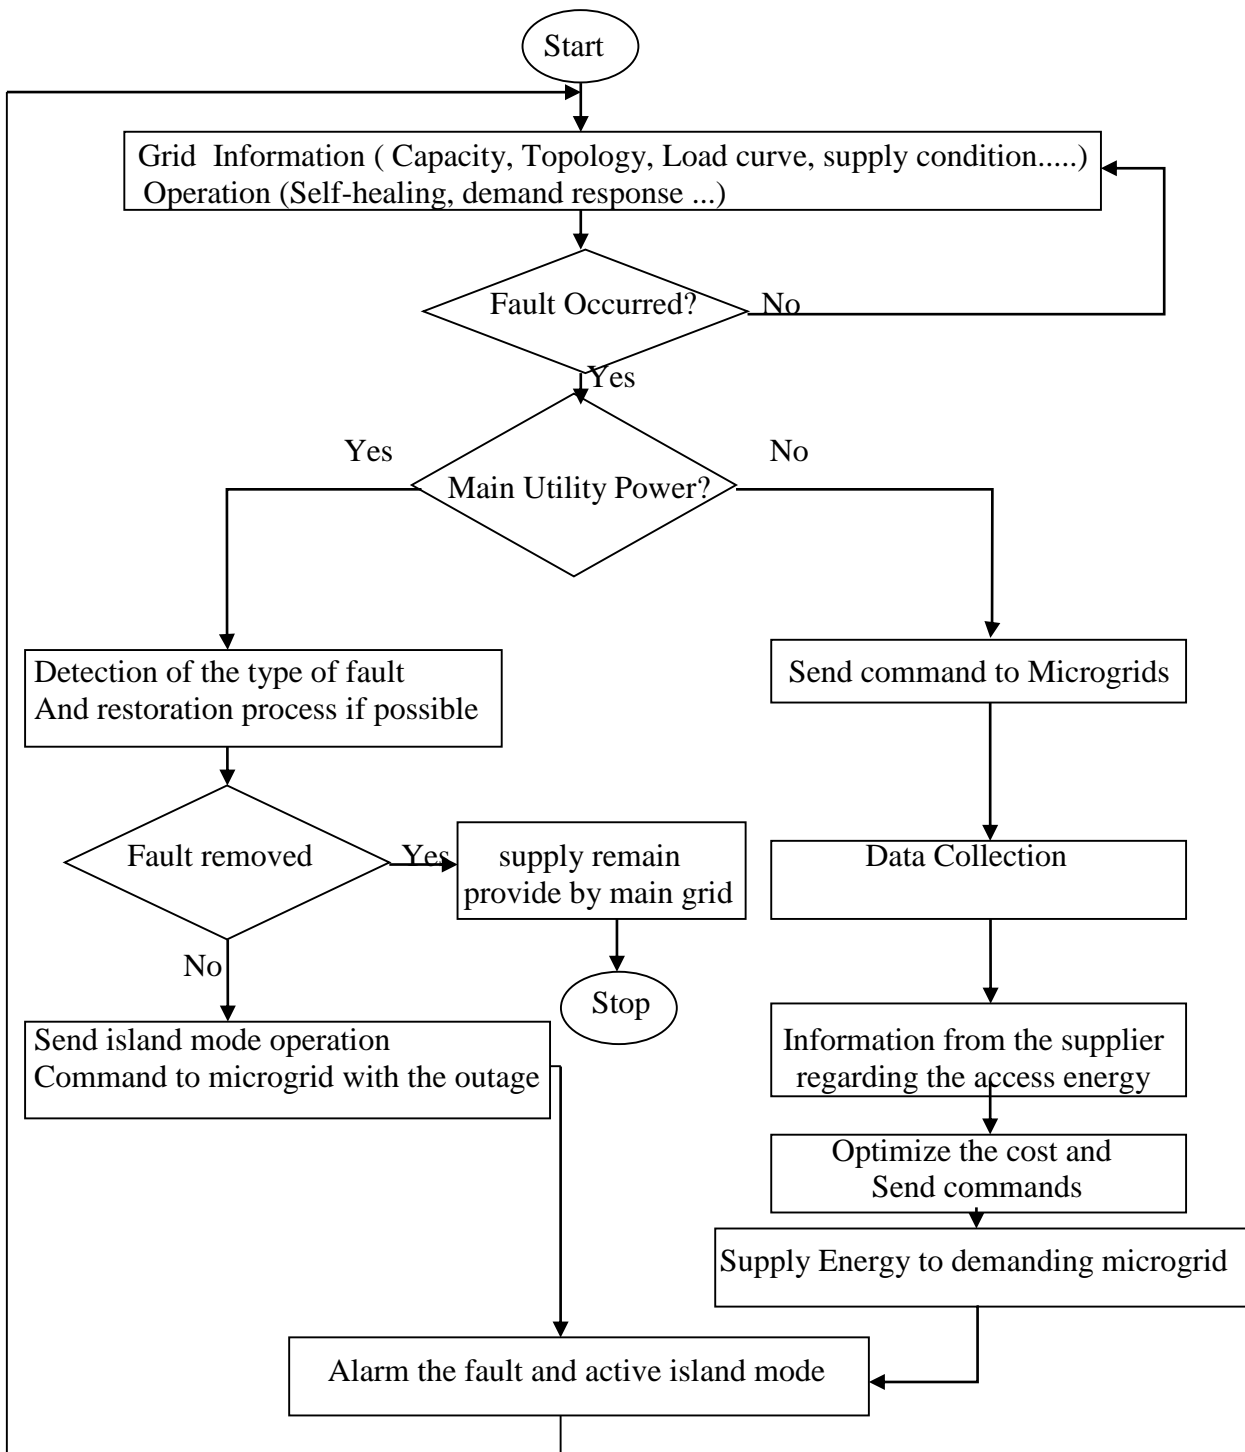 Start
Grid Information ( Capacity, Topology, Load curve, supply condition.....)
Operation (Self-healing, demand response ...)
Fault Occurred?
No
Yes
Yes
No
Main Utility Power?
Detection of the type of fault
And restoration process if possible
Send command to Microgrids
Fault removed
Yes
supply remain
provide by main grid
Data Collection
No
Stop
Send island mode operation
Command to microgrid with the outage
Information from the supplier
regarding the access energy
Optimize the cost and
Send commands
Supply Energy to demanding microgrid
Alarm the fault and active island mode